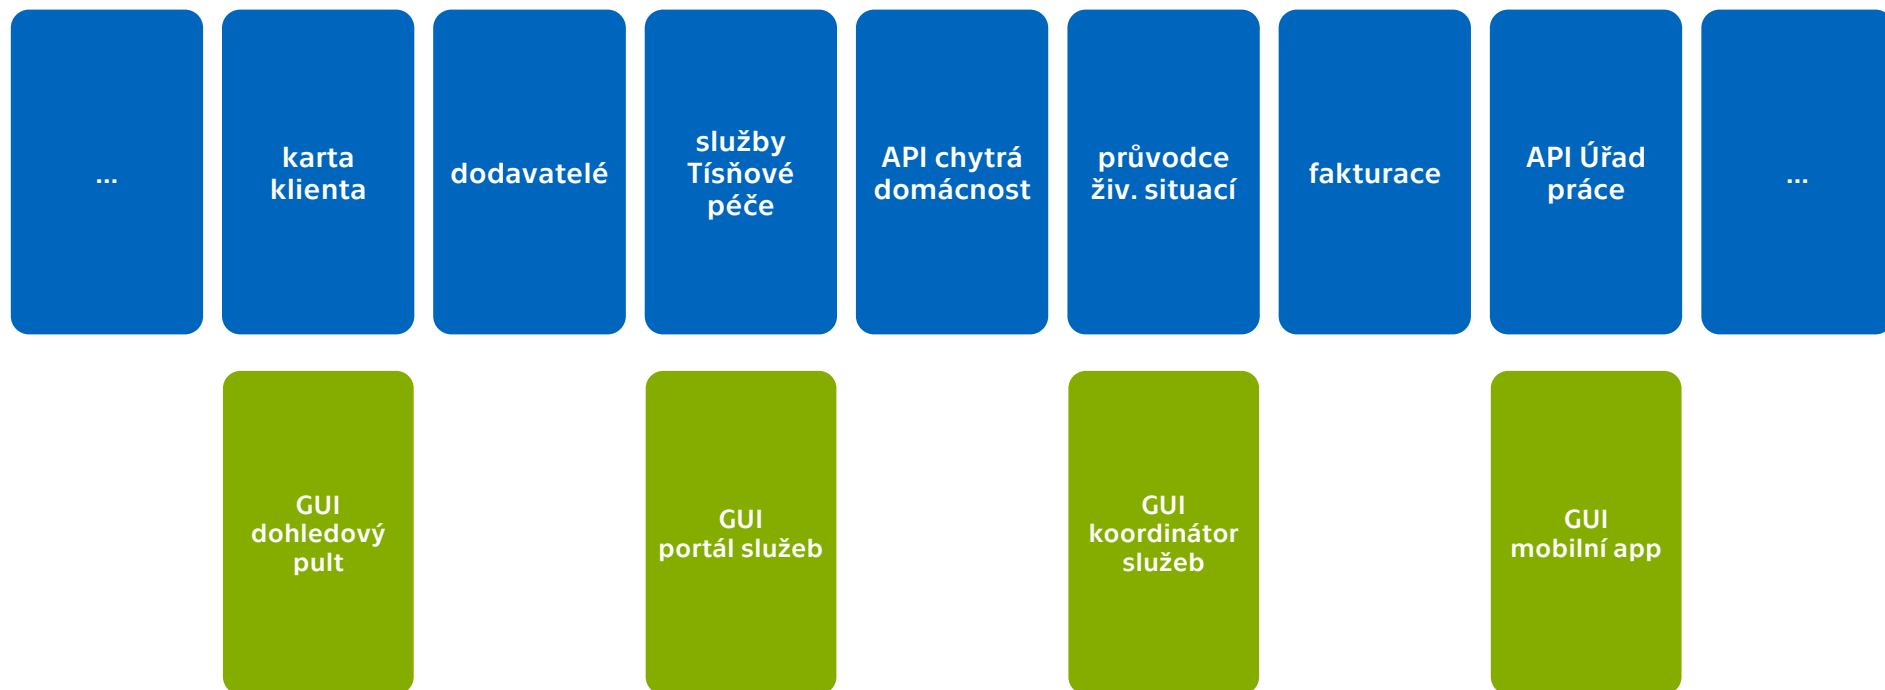 ...
karta
klienta
dodavatelé
služby
Tísňové
péče
API chytrá
domácnost
průvodce
živ. situací
fakturace
API Úřad
práce
...
GUI
dohledový
pult
GUI
portál služeb
GUI
koordinátor
služeb
GUI
mobilní app